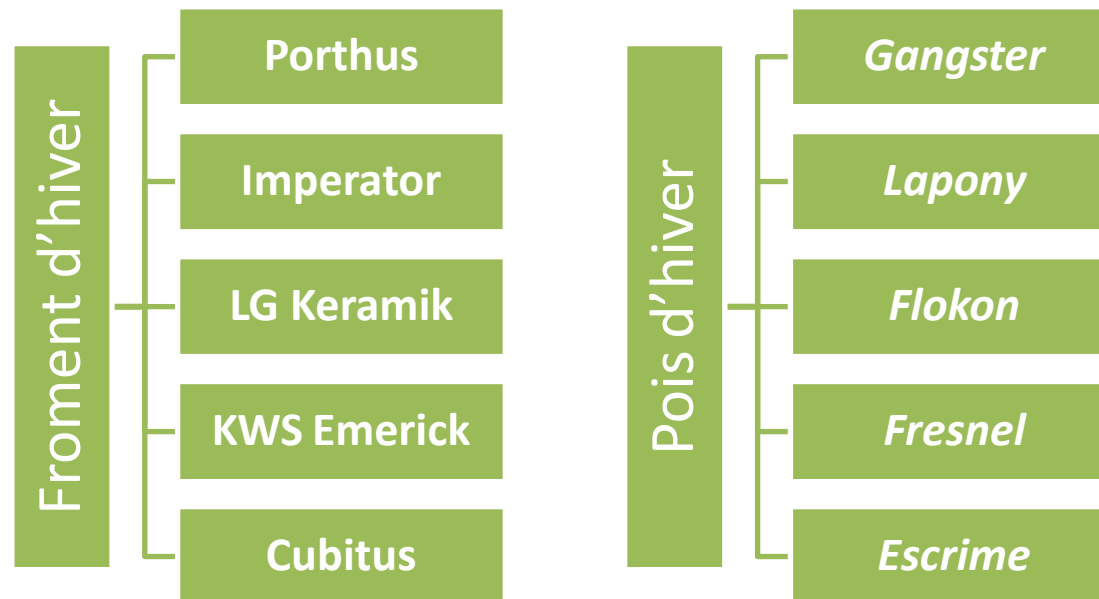 Froment d’hiver
Porthus
Imperator
LG Keramik
KWS Emerick
Cubitus
Pois d’hiver
Gangster
Lapony
Flokon
Fresnel
Escrime